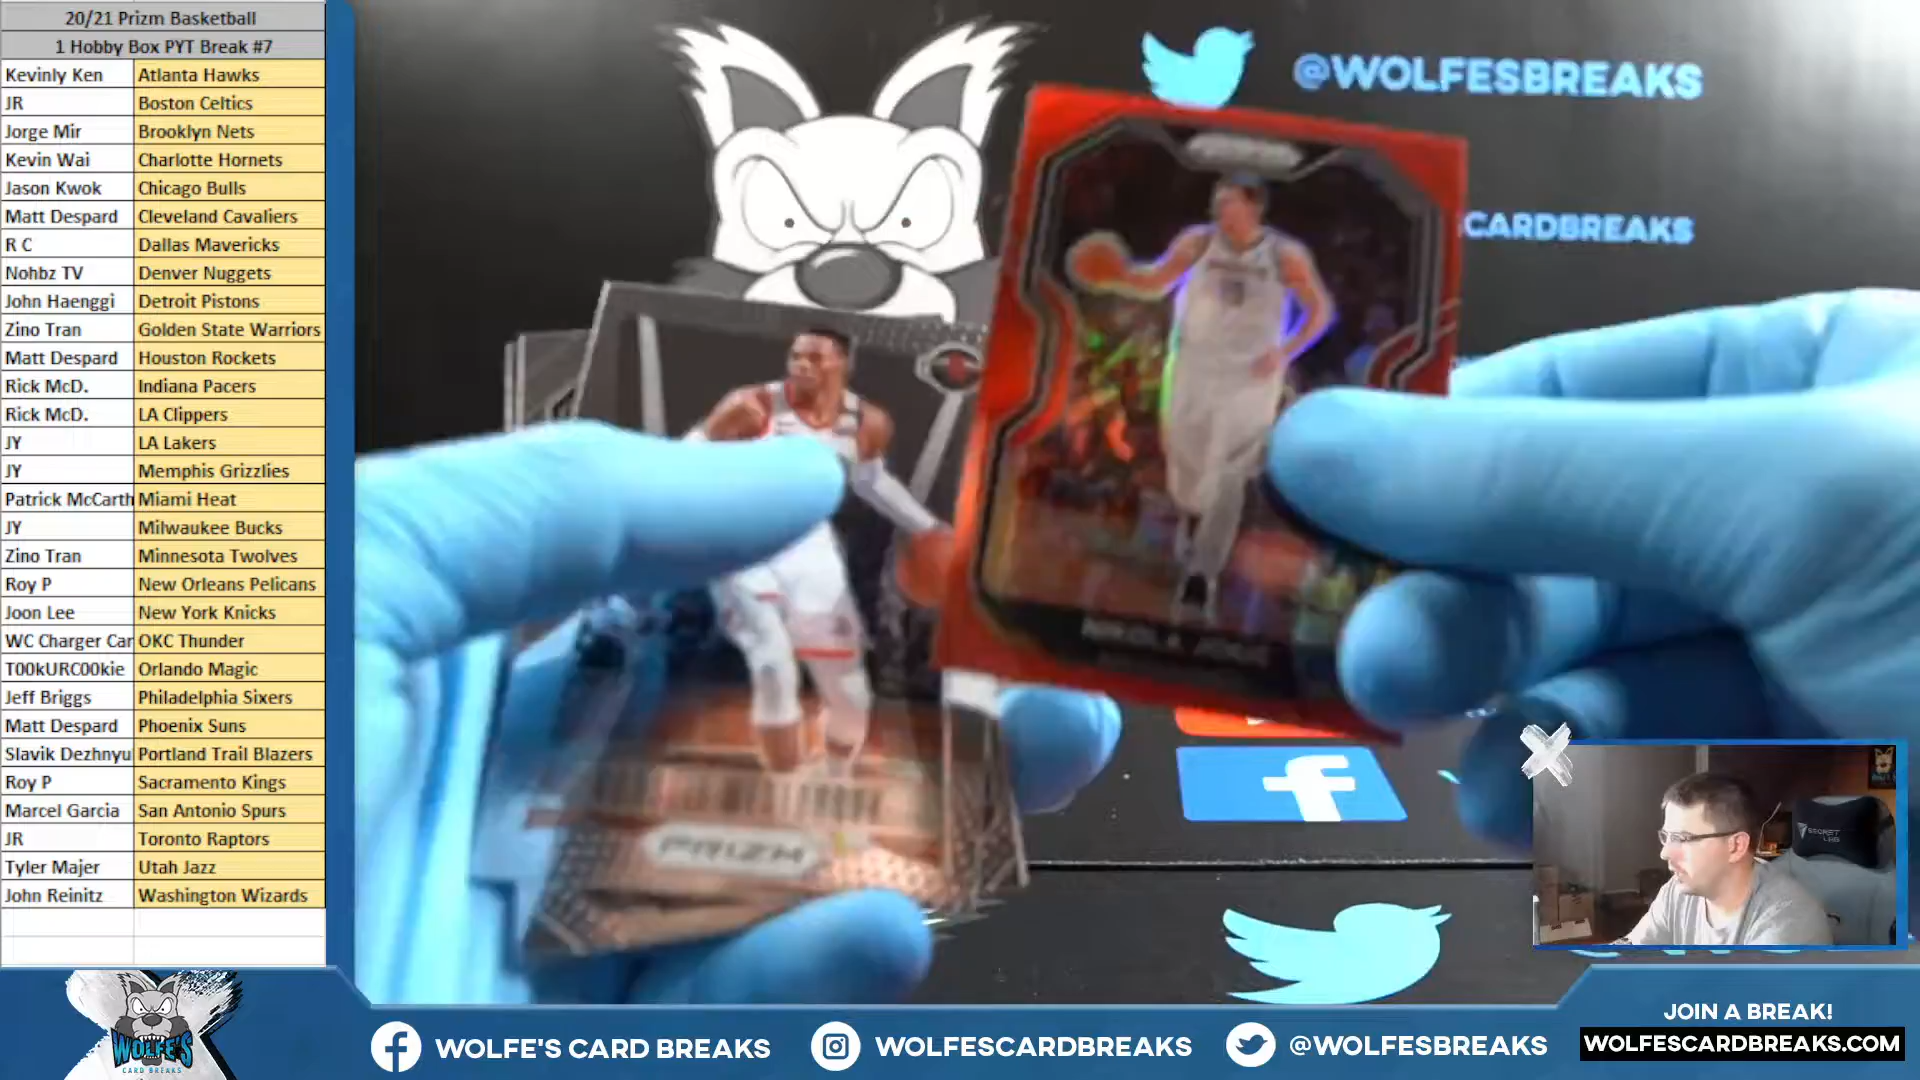 20/21 Prizm Basketball
1 Hobby Box PYT Break #7
Kevinly Ken Atlanta Hawks
JR Boston Celtics
Jorge Mir Brooklyn Nets
Kevin Wai Charlotte Hornets
Jason Kwok Chicago Bulls
Matt Despard Cleveland Cavaliers
R C Dallas Mavericks
Nohbz TV Denver Nuggets
John Haenggi Detroit Pistons
Zino Tran Golden State Warriors
Matt Despard Houston Rockets
Rick McD. Indiana Pacers
Rick McD. LA Clippers
JY LA Lakers
JY Memphis Grizzlies
Patrick McCarth Miami Heat
JY Milwaukee Bucks
Zino Tran Minnesota Twolves
Roy P New Orleans Pelicans
Joon Lee New York Knicks
WC Charger Car OKC Thunder
T00kURC00kie Orlando Magic
Jeff Briggs Philadelphia Sixers
Matt Despard Phoenix Suns
Slavik Dezhnyu Portland Trail Blazers
Roy P Sacramento Kings
Marcel Garcia San Antonio Spurs
JR Toronto Raptors
Tyler Majer Utah Jazz
John Reinitz Washington Wizards
@WOLFESBREAKS
CARDBREAKS
NIKOLA JOKIC
PRIZM
SECRET LAB
WOLFE'S
CARD BREAKS
WOLFE'S CARD BREAKS
WOLFESCARDBREAKS
@WOLFESBREAKS
JOIN A BREAK!
WOLFESCARDBREAKS.COM